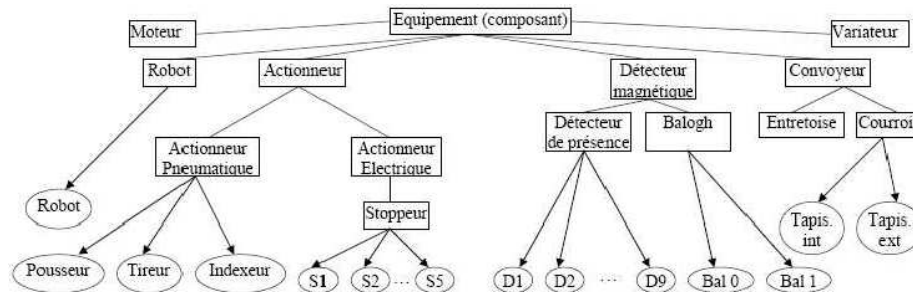 Equipement (composant)
Moteur
Variateur
Robot
Actionneur
Détecteur
magnétique
Convoyeur
Détecteur
de présence
Balogh
Entretoise
Courroi
Actionneur
Pneumatique
Actionneur
Electrique
Robot
Stoppeur
Tapis.
int
Tapis.
ext
Pousseur
Tireur
Indexeur
S1
S2
...
S5
D1
D2
...
D9
Bal 0
Bal 1